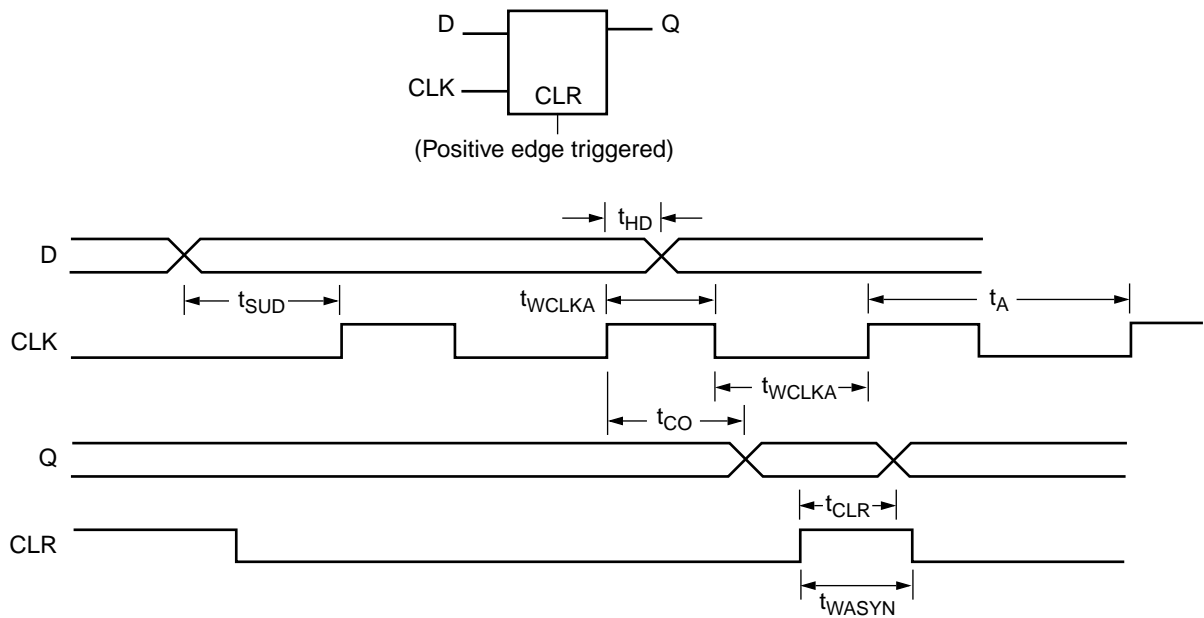 D
Q
CLK
CLR
(Positive edge triggered)
tHD
D
tSUD
tWCLKA
tA
CLK
tWCLKA
tCO
Q
tCLR
CLR
tWASYN